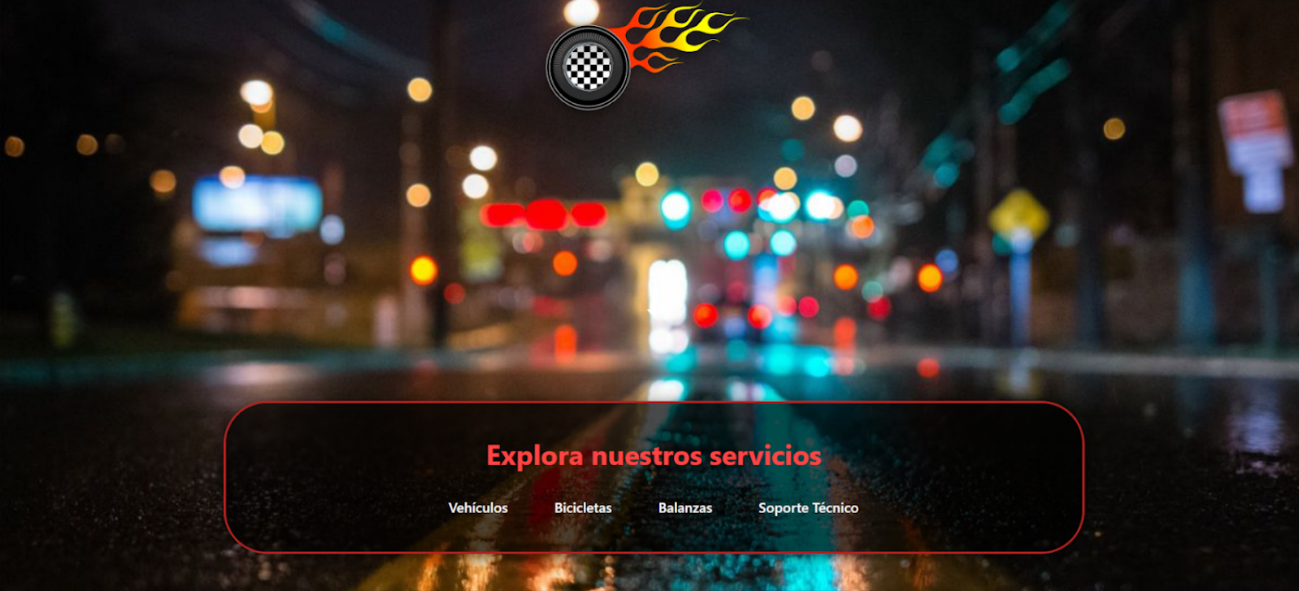 Explora nuestros servicios
Vehículos Bicicletas Balanzas Soporte Técnico